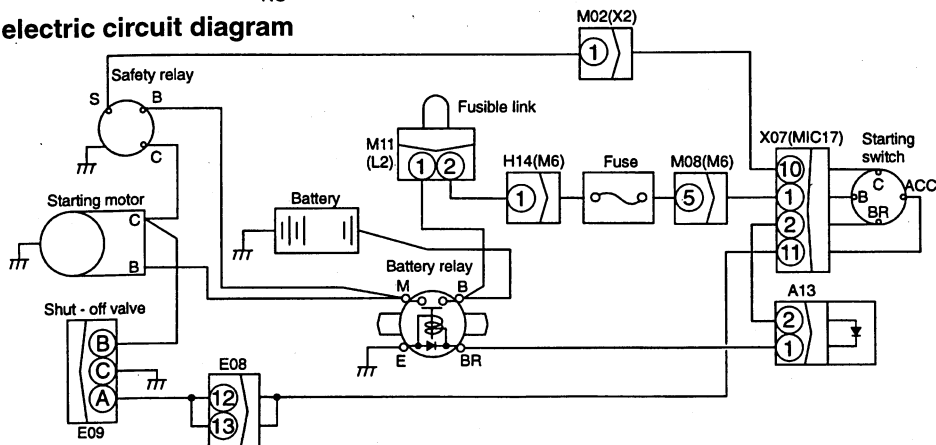 electric circuit diagram
M02(X2)
1
Safety relay
S
B
C
Fusible link
M11
(L2)
1
2
H14(M6)
1
Fuse
M08(M6)
5
X07(MIC17)
10
1
2
11
Starting
switch
C
B
BR
ACC
Starting motor
C
B
Battery
Battery relay
M
B
E
BR
A13
2
1
Shut - off valve
B
C
A
E09
E08
12
13